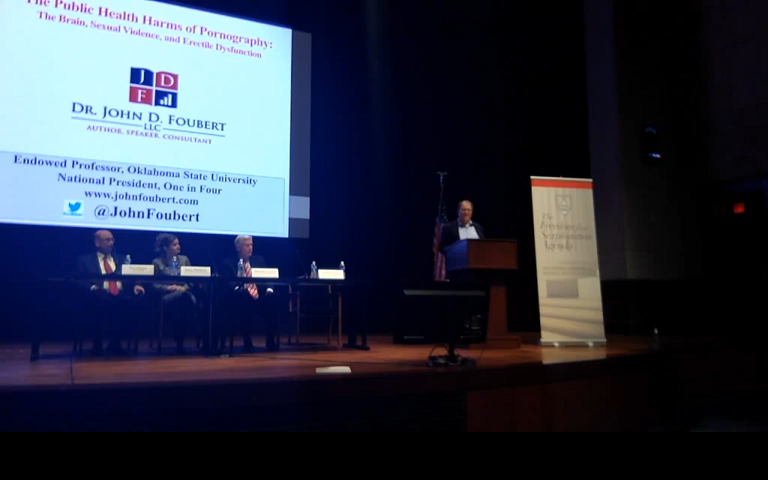 The Public Health Harms of Pornography:
The Brain, Sexual Violence, and Erectile Dysfunction
J D
F
DR. JOHN D. FOUBERT
LLC
AUTHOR, SPEAKER, CONSULTANT
Endowed Professor, Oklahoma State University
National President, One in Four
www.johnfoubert.com
@JohnFoubert